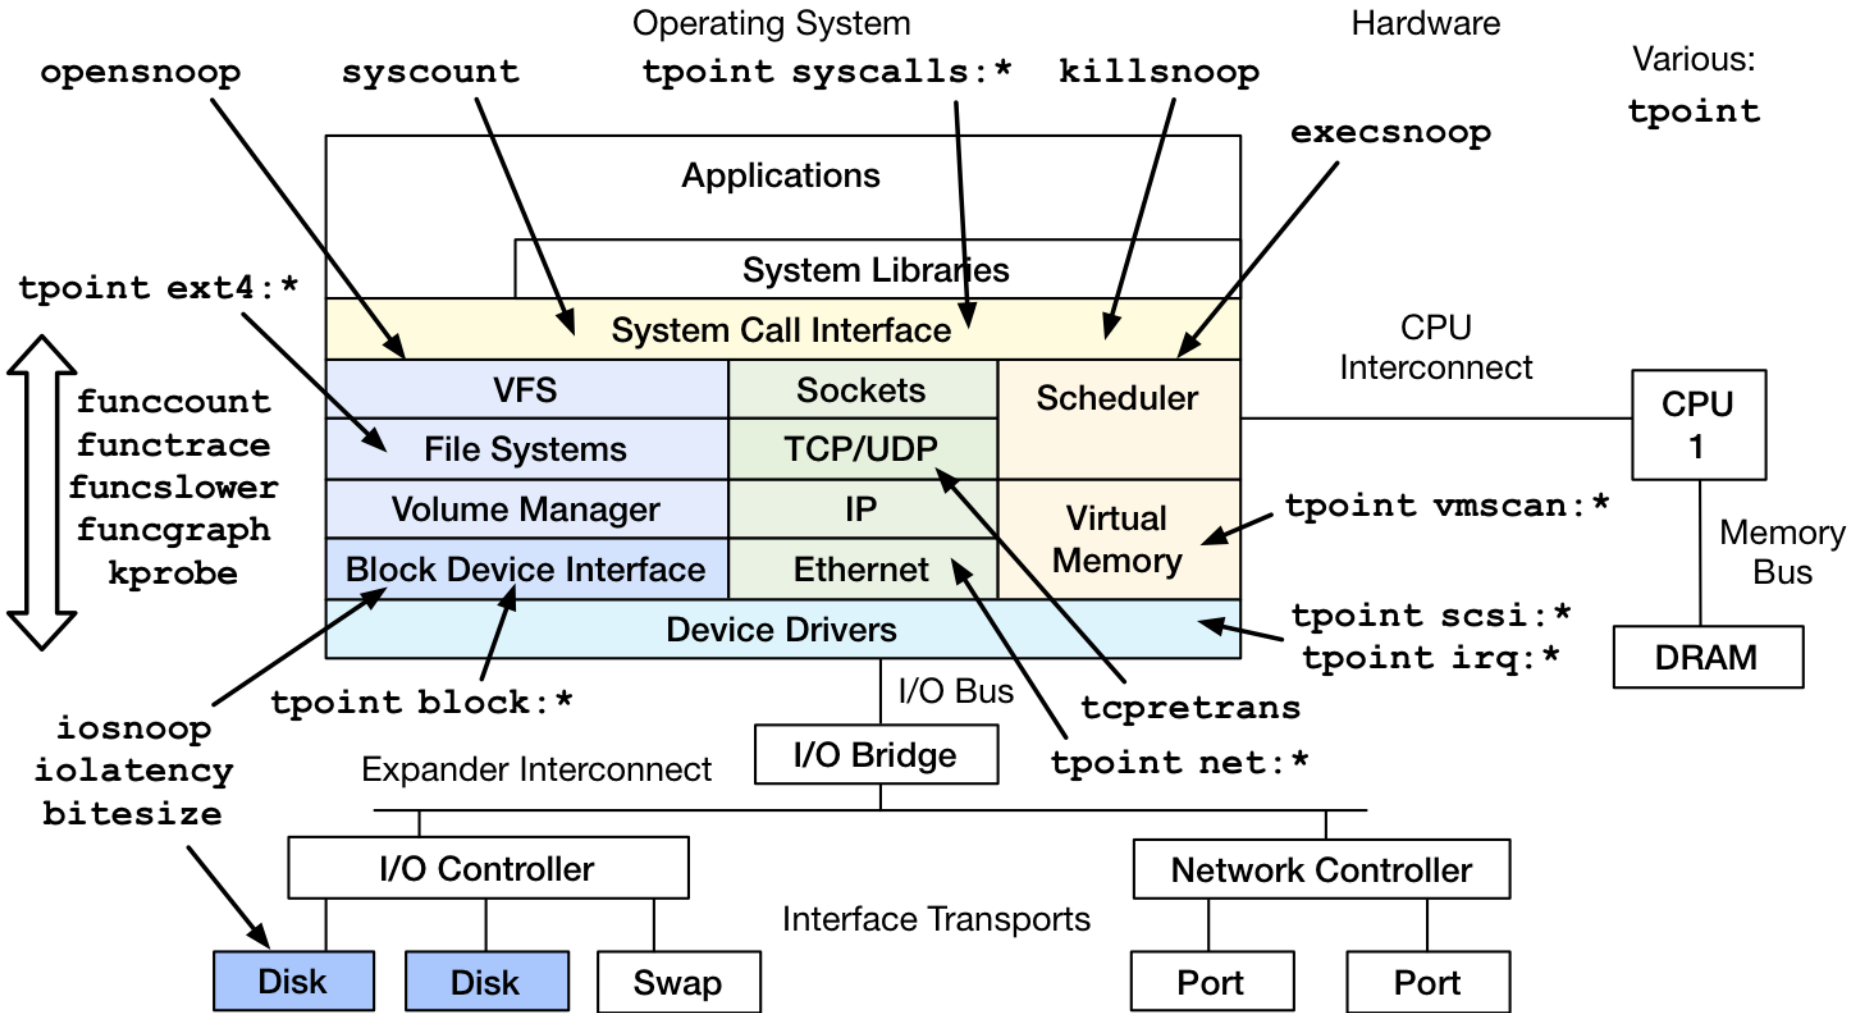 Operating System
Hardware
Various:
tpoint
opensnoop
syscount
tpoint syscalls:*
killsnoop
execsnoop
Applications
System Libraries
tpoint ext4:*
System Call Interface
CPU
Interconnect
VFS
Sockets
Scheduler
CPU
1
funccount
functrace
funcslower
funcgraph
kprobe
File Systems
TCP/UDP
Volume Manager
IP
Virtual
Memory
tpoint vmscan:*
Memory
Bus
Block Device Interface
Ethernet
Device Drivers
tpoint scsi:*
tpoint irq:*
DRAM
tpoint block:*
I/O Bus
tcpretrans
iosnoop
iolatency
bitesize
Expander Interconnect
I/O Bridge
tpoint net:*
I/O Controller
Network Controller
Interface Transports
Disk
Disk
Swap
Port
Port